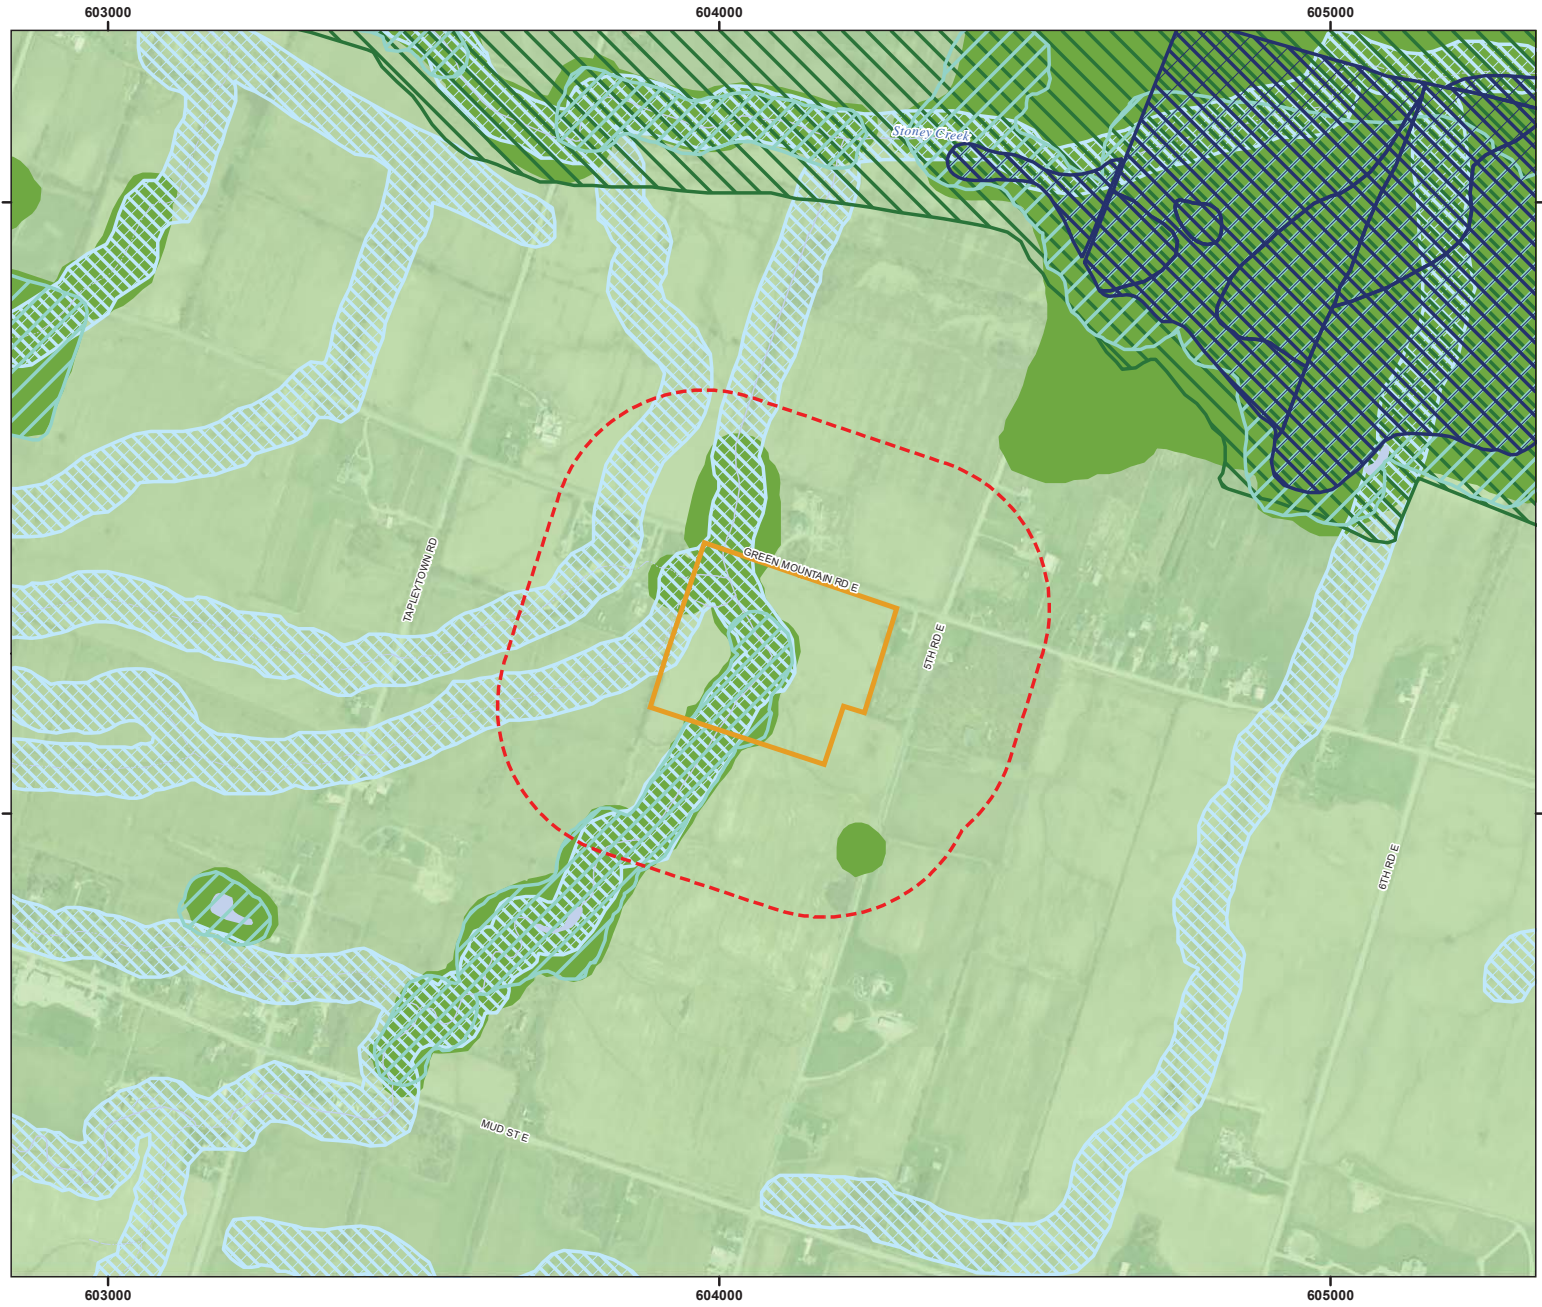 603000 604000 605000
Stoney Creek
TAPLEYTOWN RD
GREEN MOUNTAIN RD E
5TH RD E
6TH RD E
MUD ST E
603000 604000 605000